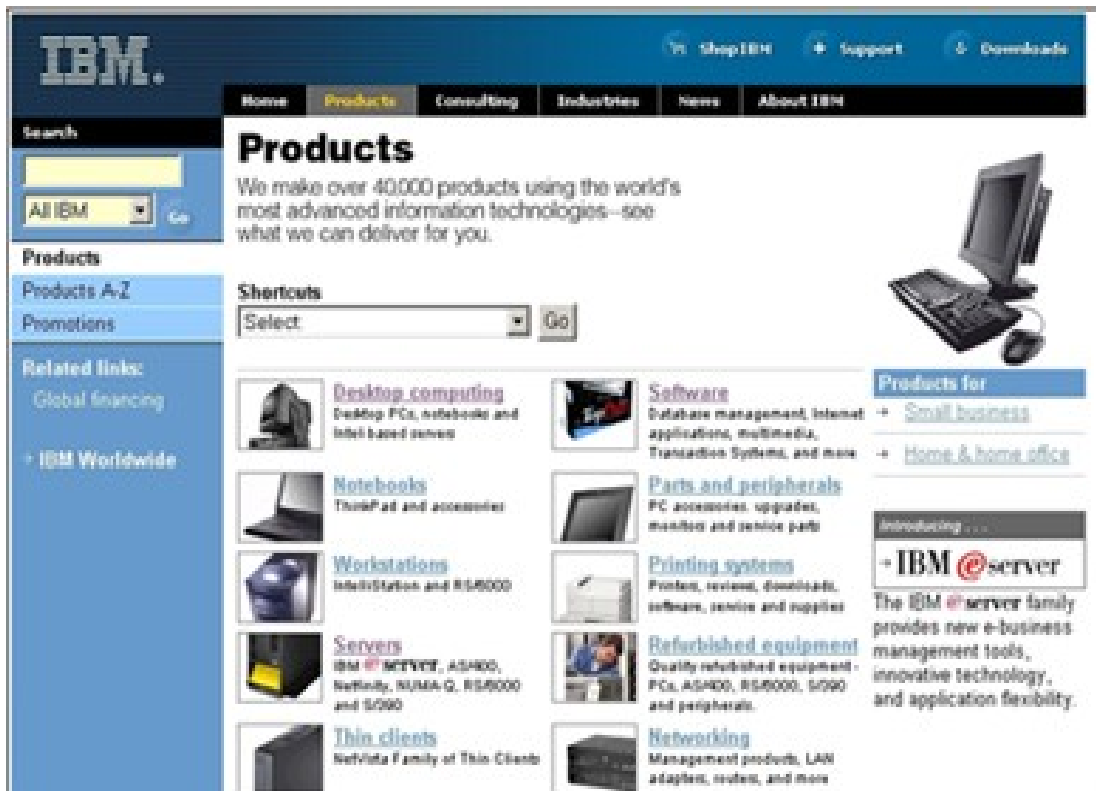 IBM.
ShopIBM
Support
Downloads
Home
Products
Consulting
Industries
News
About IBM
Search
All IBM
Go
Products
Products A-Z
Promotions
Related links:
Global financing
IBM Worldwide
Products
We make over 40,000 products using the world's
most advanced information technologies--see
what we can deliver for you.
Shortcuts
Select
Go
Desktop computing
Desktop PCs, notebooks and
Intel based servers
Notebooks
ThinkPad and accessories
Workstations
IntelliStation and RS/6000
Servers
IBM e server, AS/400,
Netfinity, NUMA-Q, RS/6000
and S/390
Thin clients
NetVista Family of Thin Clients
Software
Database management, Internet
applications, multimedia,
Transaction Systems, and more
Parts and peripherals
PC accessories, upgrades,
monitors and service parts
Printing systems
Printers, reviews, downloads,
software, service and supplies
Refurbished equipment
Quality refurbished equipment -
PCs, AS/400, RS/6000, S/390
and peripherals.
Networking
Management products, LAN
adapters, routers, and more
Products for
Small business
Home & home office
Introducing . . .
IBM e server
The IBM e server family
provides new e-business
management tools,
innovative technology,
and application flexibility.